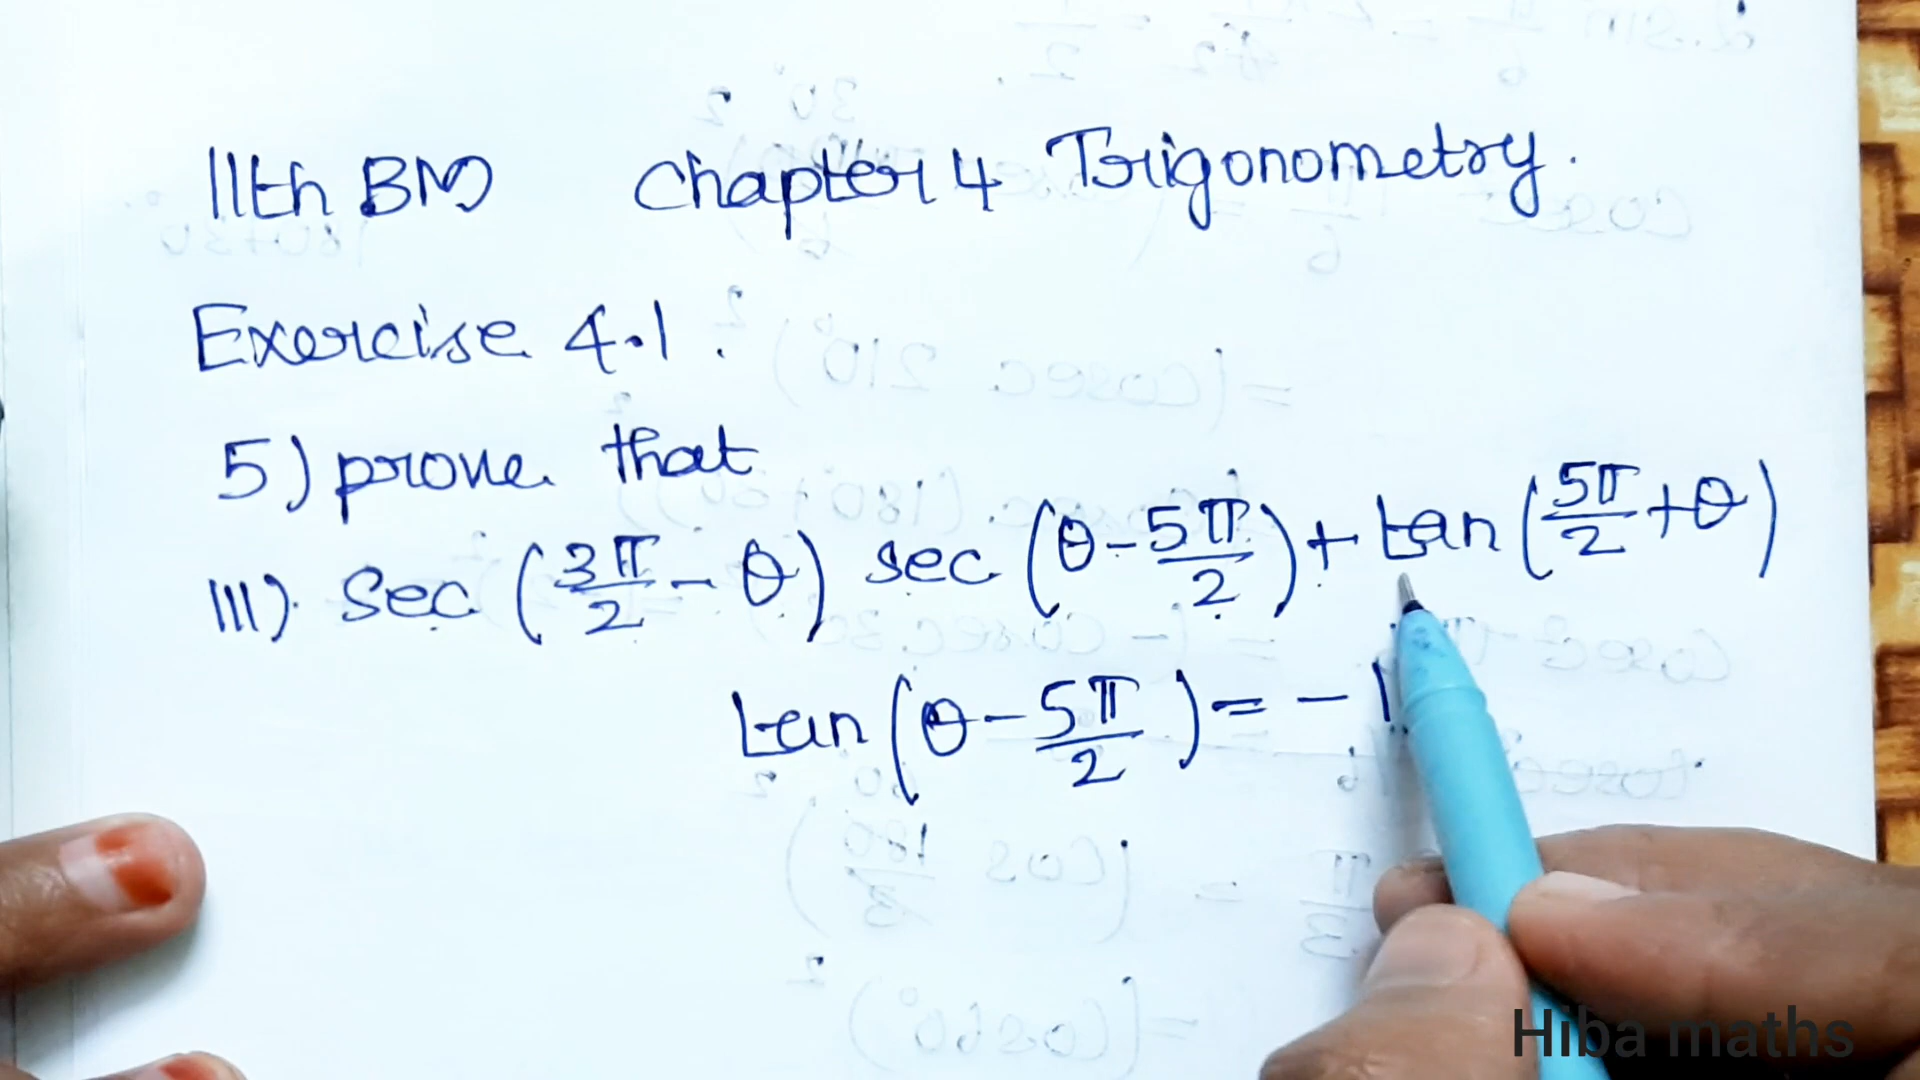 11th BM Chapter 4 Trigonometry.
Exercise 4.1:
5) prove that
III). Sec (3π/2 - θ) sec (θ - 5π/2) + tan (5π/2 + θ)
tan (θ - 5π/2) = -1
Hiba maths